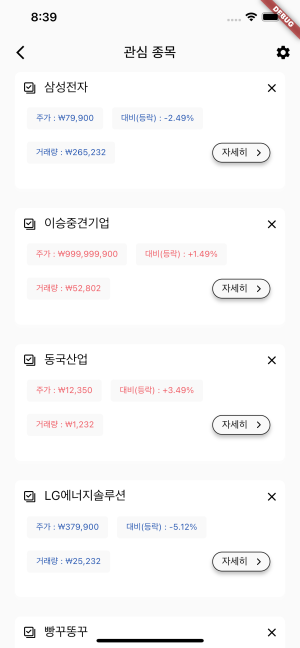 8:39
DEBUG
관심 종목
삼성전자
주가 : ₩79,900
대비(등락) : -2.49%
거래량 : ₩265,232
자세히
이승중견기업
주가 : ₩999,999,900
대비(등락) : +1.49%
거래량 : ₩52,802
자세히
동국산업
주가 : ₩12,350
대비(등락) : +3.49%
거래량 : ₩1,232
자세히
LG에너지솔루션
주가 : ₩379,900
대비(등락) : -5.12%
거래량 : ₩25,232
자세히
빵꾸똥꾸